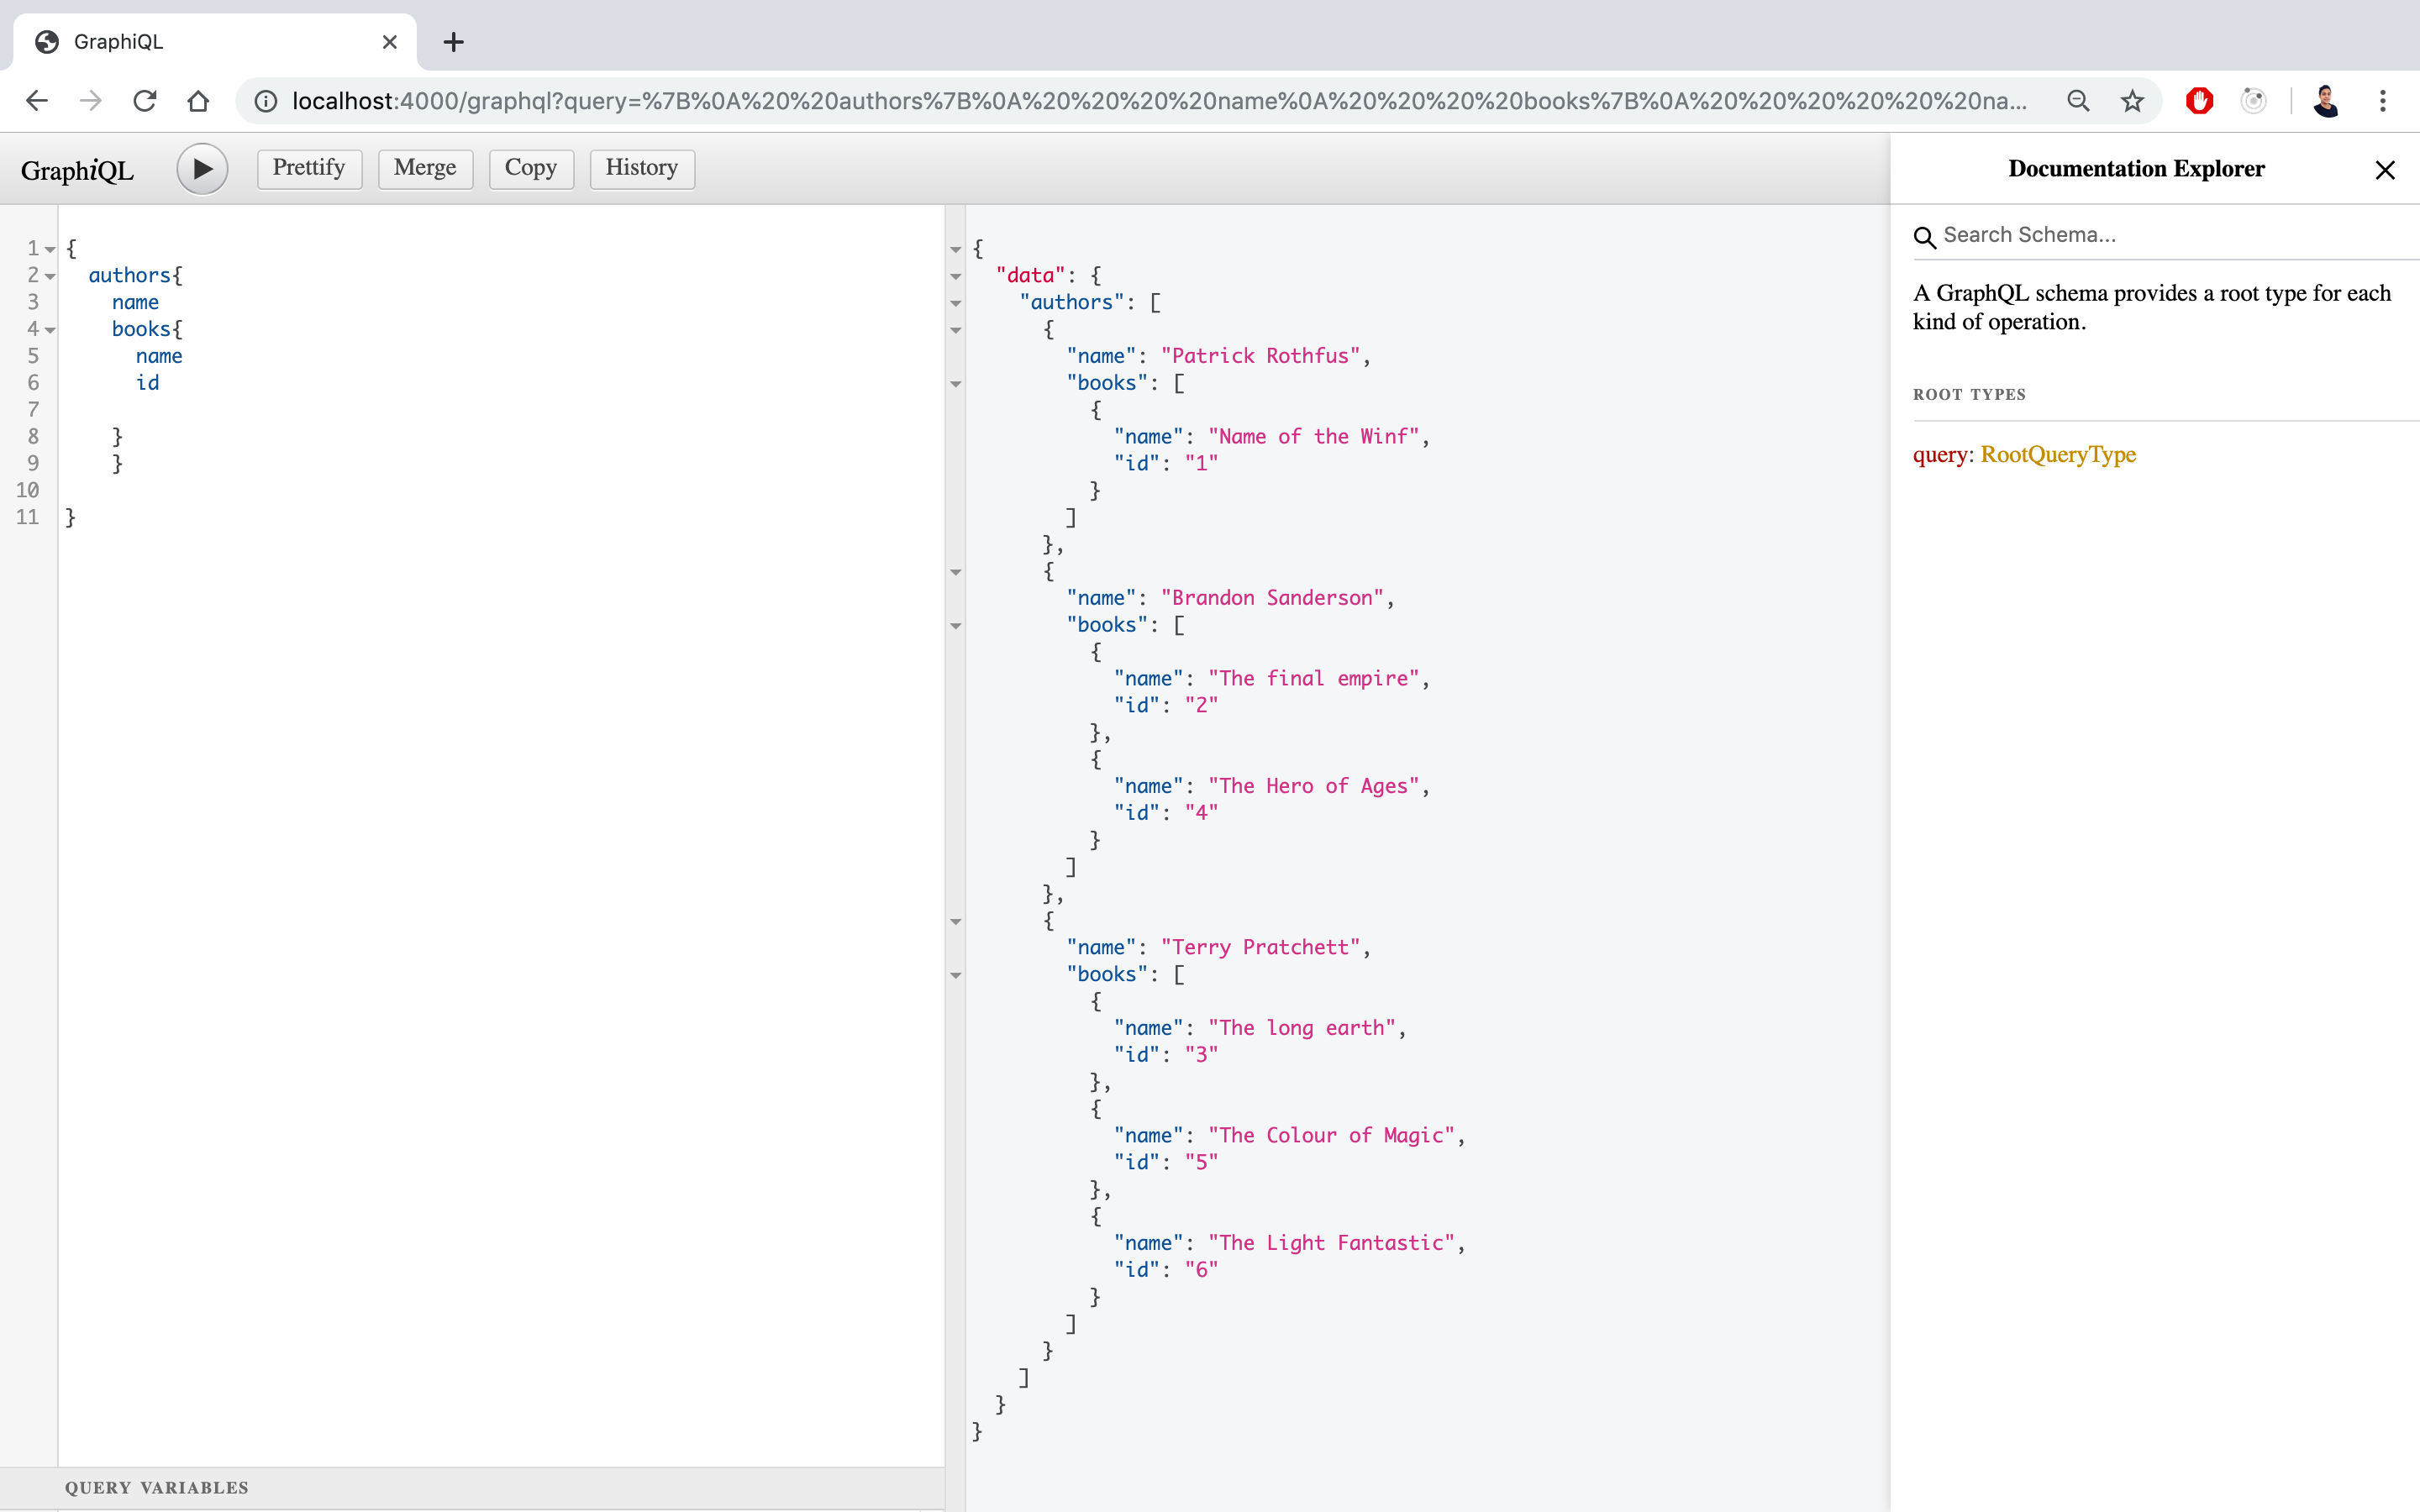 GraphiQL
localhost:4000/graphql?query=%7B%0A%20%20authors%7B%0A%20%20%20%20name%0A%20%20%20%20books%7B%0A%20%20%20%20%20%20na...
GraphiQL
Prettify
Merge
Copy
History
1 {
2 authors{
3 name
4 books{
5 name
6 id
7
8 }
9 }
10
11 }
QUERY VARIABLES
{
"data": {
"authors": [
{
"name": "Patrick Rothfus",
"books": [
{
"name": "Name of the Winf",
"id": "1"
}
]
},
{
"name": "Brandon Sanderson",
"books": [
{
"name": "The final empire",
"id": "2"
},
{
"name": "The Hero of Ages",
"id": "4"
}
]
},
{
"name": "Terry Pratchett",
"books": [
{
"name": "The long earth",
"id": "3"
},
{
"name": "The Colour of Magic",
"id": "5"
},
{
"name": "The Light Fantastic",
"id": "6"
}
]
}
]
}
}
Documentation Explorer
Search Schema...
A GraphQL schema provides a root type for each
kind of operation.
ROOT TYPES
query: RootQueryType